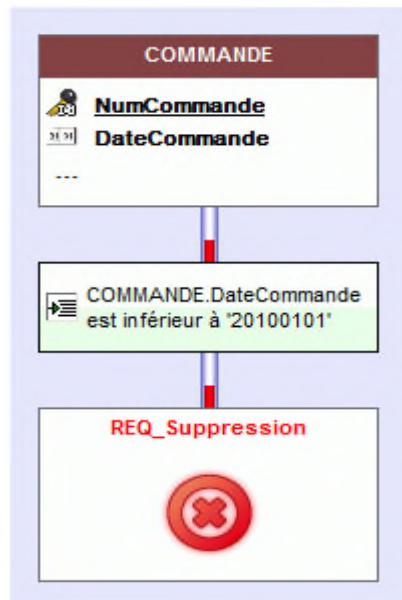 COMMANDE
NumCommande
DateCommande
---
COMMANDE.DateCommande
est inférieur à '20100101'
REQ_Suppression